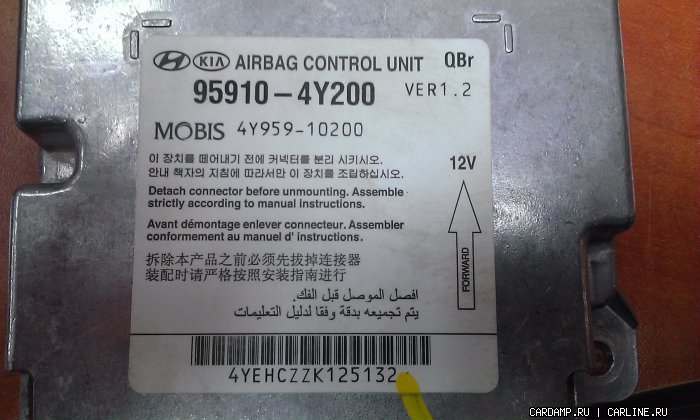 HYUNDAI KIA AIRBAG CONTROL UNIT QBr
95910-4Y200 VER1.2
MOBIS 4Y959-10200
이 장치를 떼어내기 전에 커넥터를 분리 시키시오.
안내 책자의 지침에 따라서만 이 장치를 조립하십시오.
12V
Detach connector before unmounting. Assemble
strictly according to manual instructions.
Avant démontage enlever connecteur. Assembler
conformement au manuel d' instructions.
FORWARD
拆除本产品之前必须先拔掉连接器
装配时请严格按照安装指南进行
افصل الموصل قبل الفك.
يتم تجميعه بدقة وفقا لدليل التعليمات
4YEHCZZK125132
CARDAMP.RU | CARLINE.RU